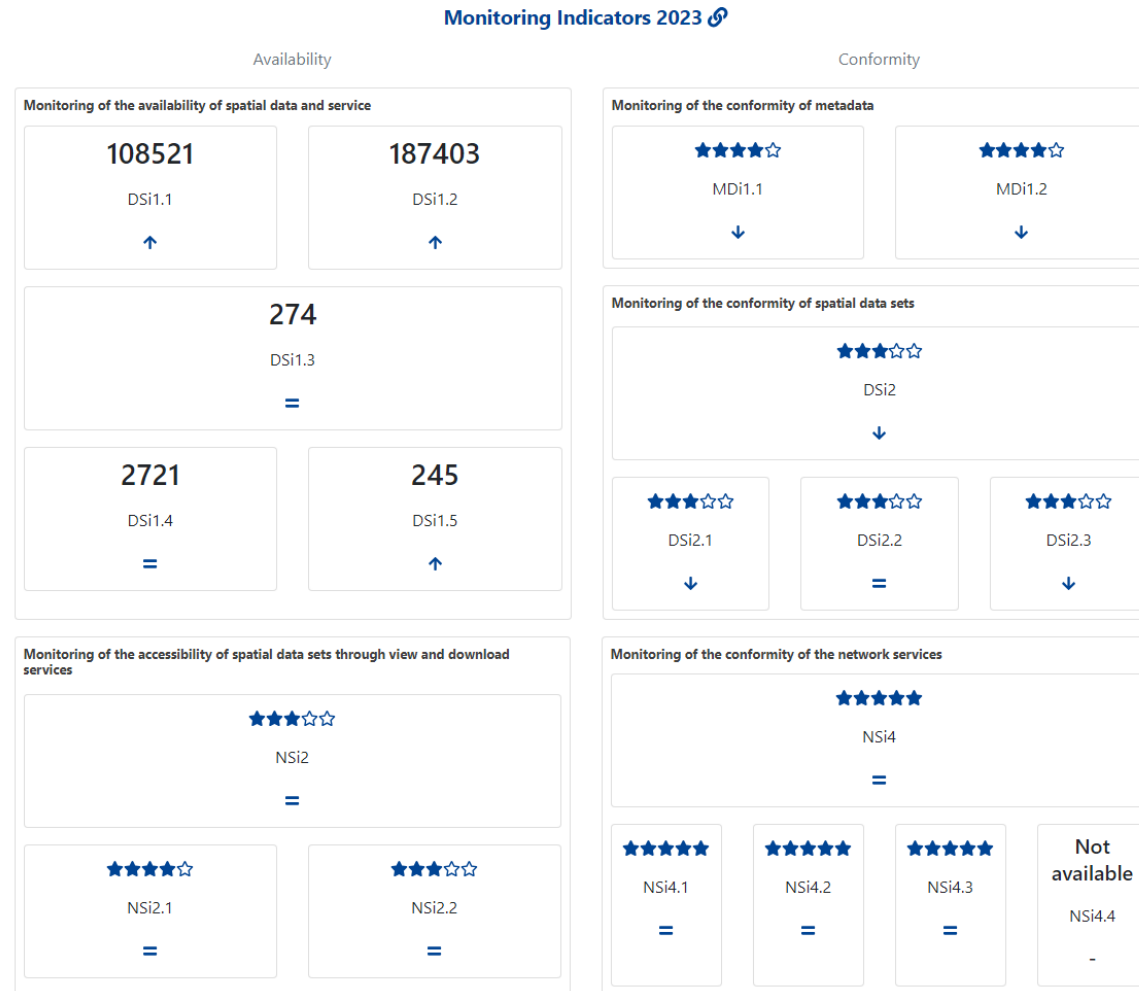 Monitoring Indicators 2023
Availability
Conformity
Monitoring of the availability of spatial data and service
108521
DSi1.1
187403
DSi1.2
274
DSi1.3
=
2721
DSi1.4
=
245
DSi1.5
Monitoring of the conformity of metadata
MDi1.1
MDi1.2
Monitoring of the conformity of spatial data sets
DSi2
DSi2.1
DSi2.2
=
DSi2.3
Monitoring of the accessibility of spatial data sets through view and download
services
NSi2
=
NSi2.1
=
NSi2.2
=
Monitoring of the conformity of the network services
NSi4
=
NSi4.1
=
NSi4.2
=
NSi4.3
=
Not
available
NSi4.4
-